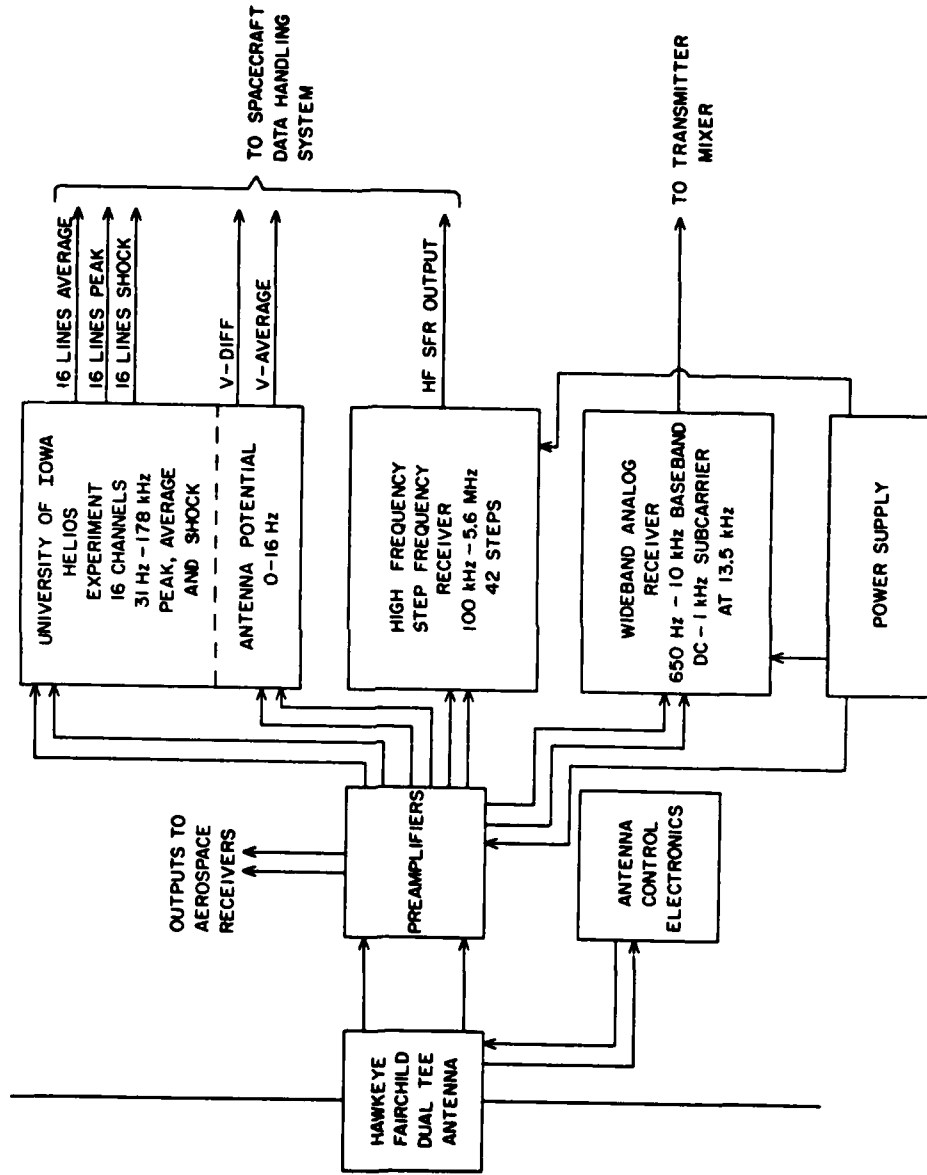 HAWKEYE
FAIRCHILD
DUAL TEE
ANTENNA
OUTPUTS TO
AEROSPACE
RECEIVERS
PREAMPLIFIERS
ANTENNA
CONTROL
ELECTRONICS
UNIVERSITY OF IOWA
HELIOS
EXPERIMENT
16 CHANNELS
31 Hz - 178 kHz
PEAK, AVERAGE
AND SHOCK
ANTENNA POTENTIAL
0-16 Hz
HIGH FREQUENCY
STEP FREQUENCY
RECEIVER
100 kHz - 5.6 MHz
42 STEPS
WIDEBAND ANALOG
RECEIVER
650 Hz - 10 kHz BASEBAND
DC - 1 kHz SUBCARRIER
AT 13.5 kHz
POWER SUPPLY
16 LINES AVERAGE
16 LINES PEAK
16 LINES SHOCK
V-DIFF
V-AVERAGE
HF SFR OUTPUT
TO SPACECRAFT
DATA HANDLING
SYSTEM
TO TRANSMITTER
MIXER